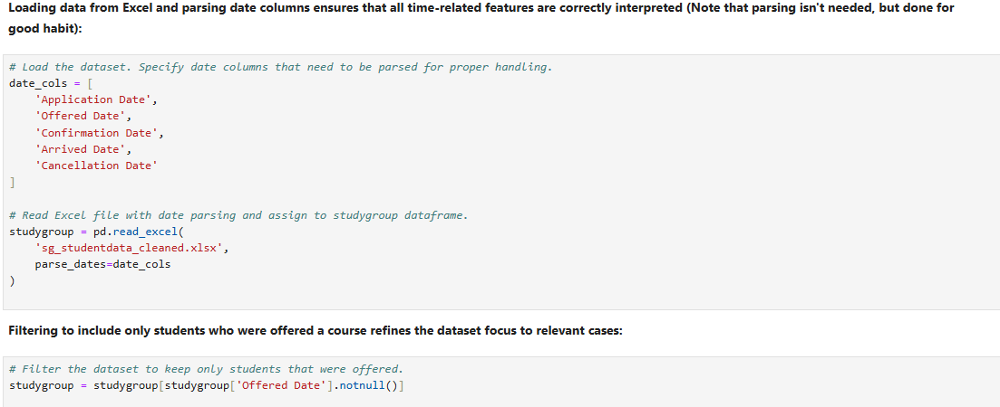 Loading data from Excel and parsing date columns ensures that all time-related features are correctly interpreted (Note that parsing isn't needed, but done for
good habit):
# Load the dataset. Specify date columns that need to be parsed for proper handling.
date_cols = [
    'Application Date',
    'Offered Date',
    'Confirmation Date',
    'Arrived Date',
    'Cancellation Date'
]
# Read Excel file with date parsing and assign to studygroup dataframe.
studygroup = pd.read_excel(
    'sg_studentdata_cleaned.xlsx',
    parse_dates=date_cols
)
Filtering to include only students who were offered a course refines the dataset focus to relevant cases:
# Filter the dataset to keep only students that were offered.
studygroup = studygroup[studygroup['Offered Date'].notnull()]